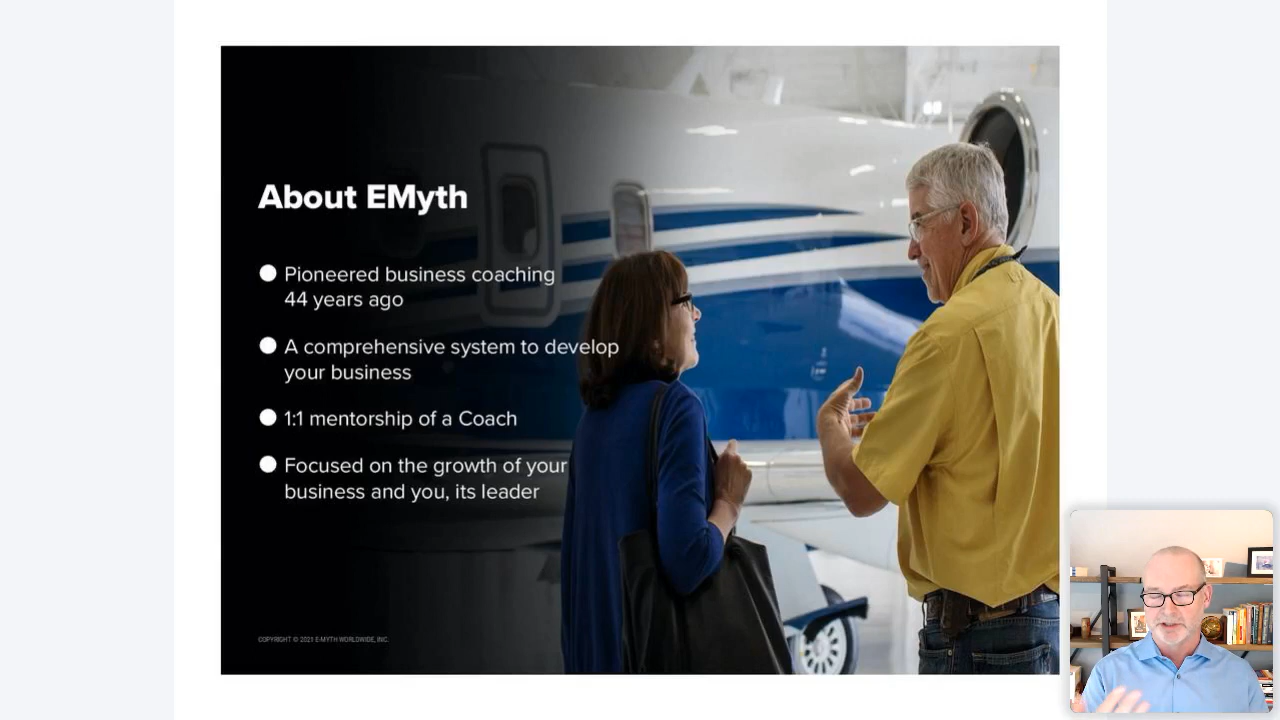 About EMyth
Pioneered business coaching
44 years ago
A comprehensive system to develop
your business
1:1 mentorship of a Coach
Focused on the growth of your
business and you, its leader
COPYRIGHT © 2021 E-MYTH WORLDWIDE, INC.